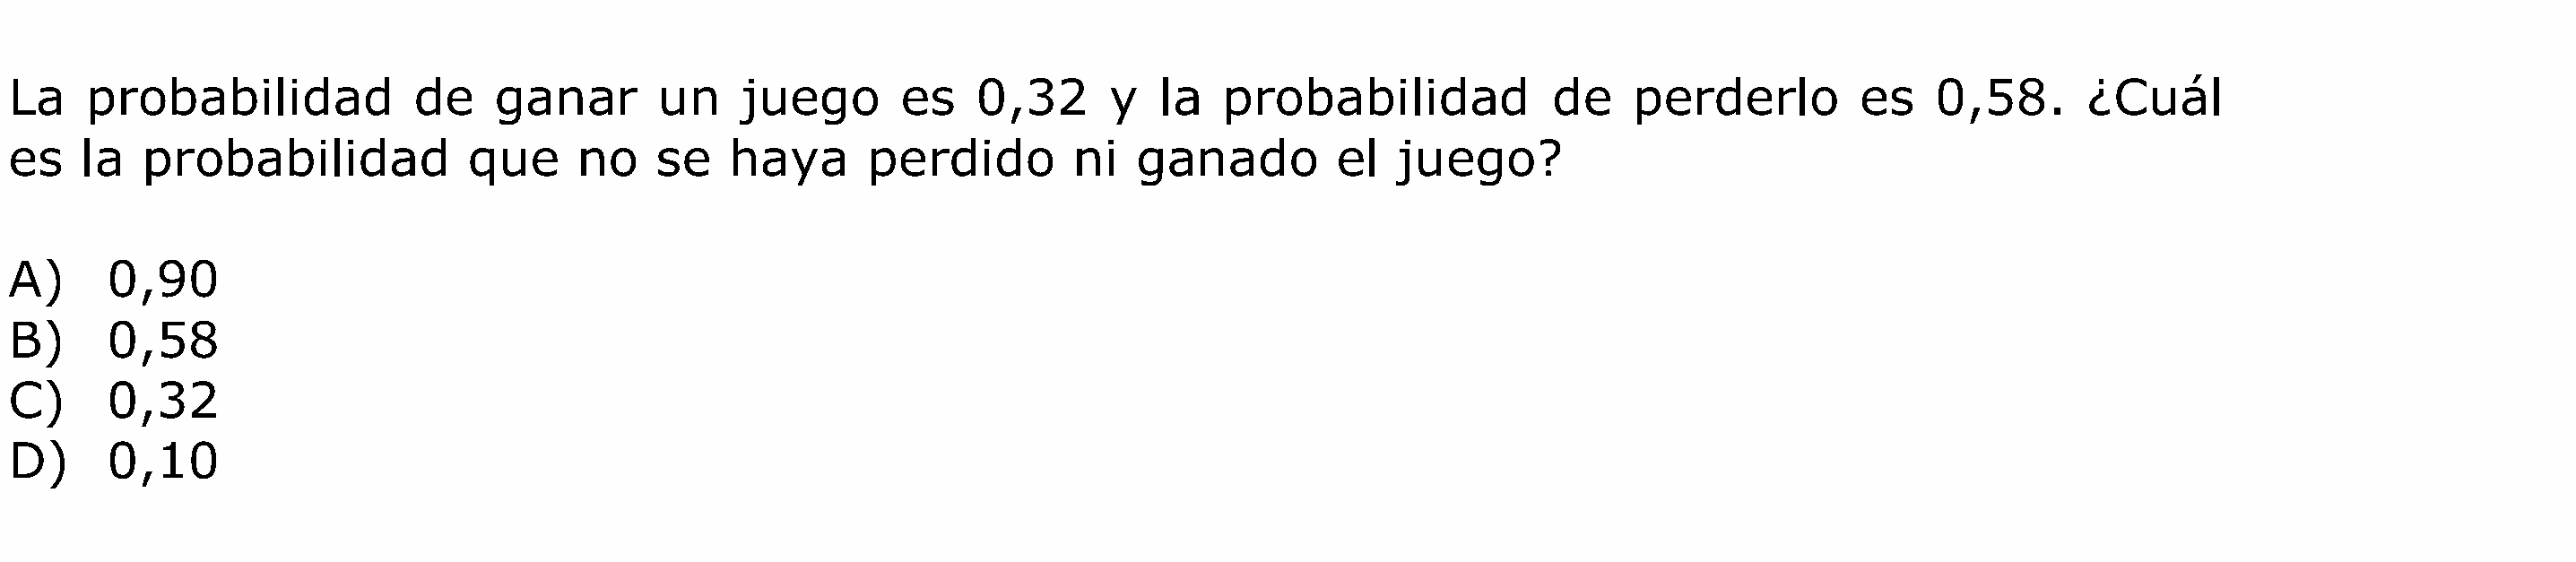 La probabilidad de ganar un juego es 0,32 y la probabilidad de perderlo es 0,58. ¿Cuál
es la probabilidad que no se haya perdido ni ganado el juego?
A) 0,90
B) 0,58
C) 0,32
D) 0,10